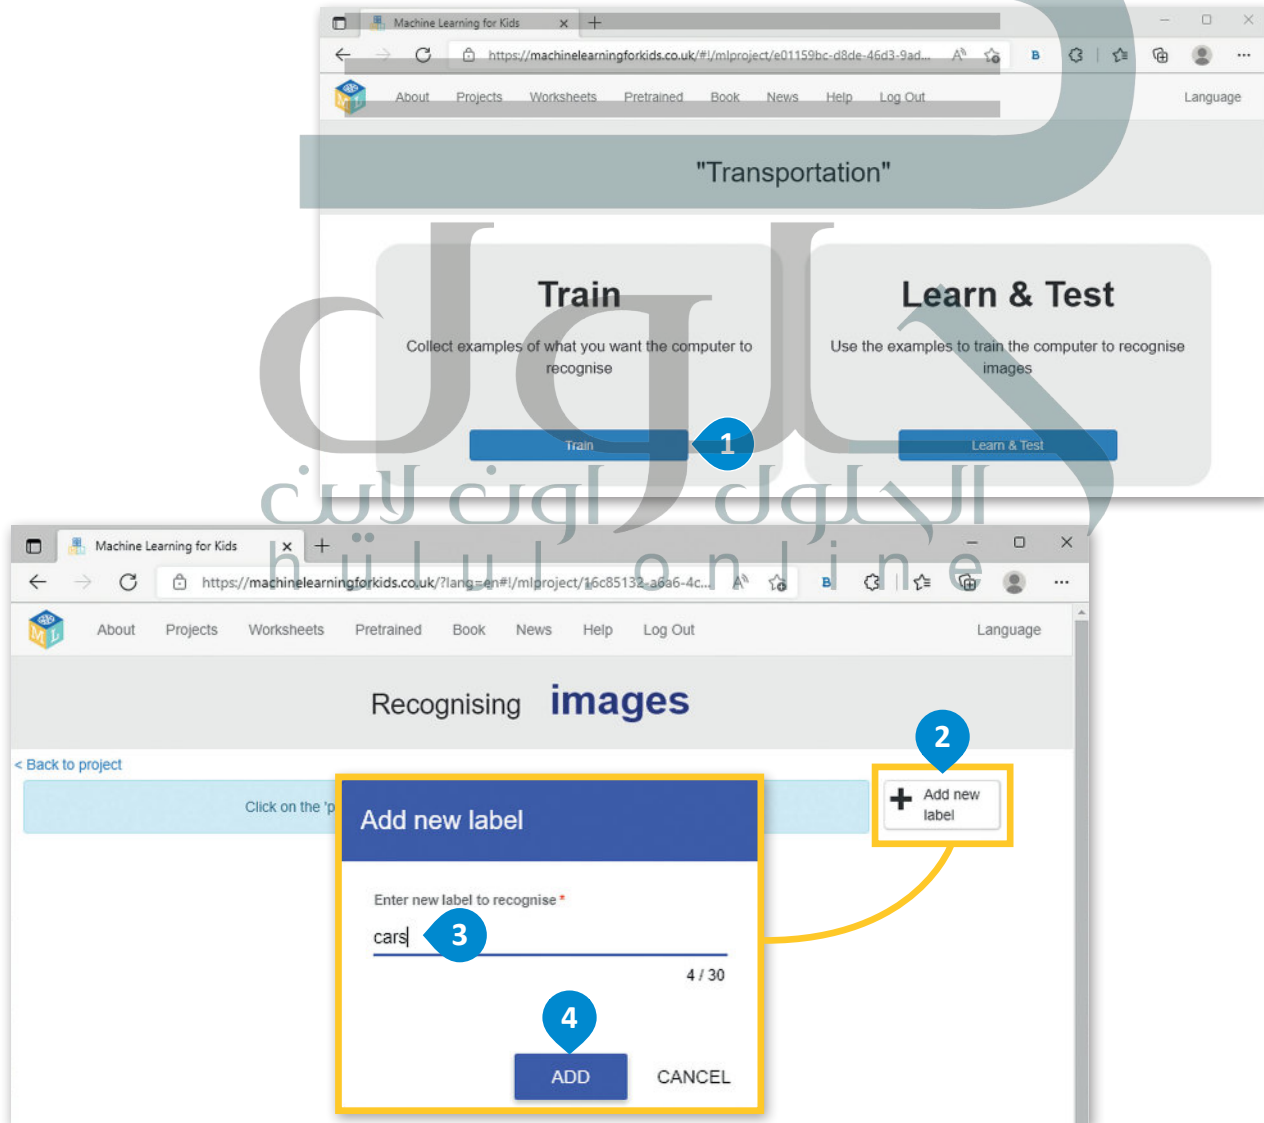 Machine Learning for Kids
https://machinelearningforkids.co.uk/#!/mlproject/e01159bc-d8de-46d3-9ad...
About Projects Worksheets Pretrained Book News Help Log Out Language
"Transportation"
Train
Collect examples of what you want the computer to
recognise
Train
1
Learn & Test
Use the examples to train the computer to recognise
images
Learn & Test
حلول
الحلول اون لاين
hululonline
Machine Learning for Kids
https://machinelearningforkids.co.uk/?lang=en#!/mlproject/16c85132-a6a6-4c...
About Projects Worksheets Pretrained Book News Help Log Out Language
Recognising images
2
< Back to project
Click on the 'p
Add new
label
Add new label
Enter new label to recognise *
cars
3
4 / 30
4
ADD CANCEL